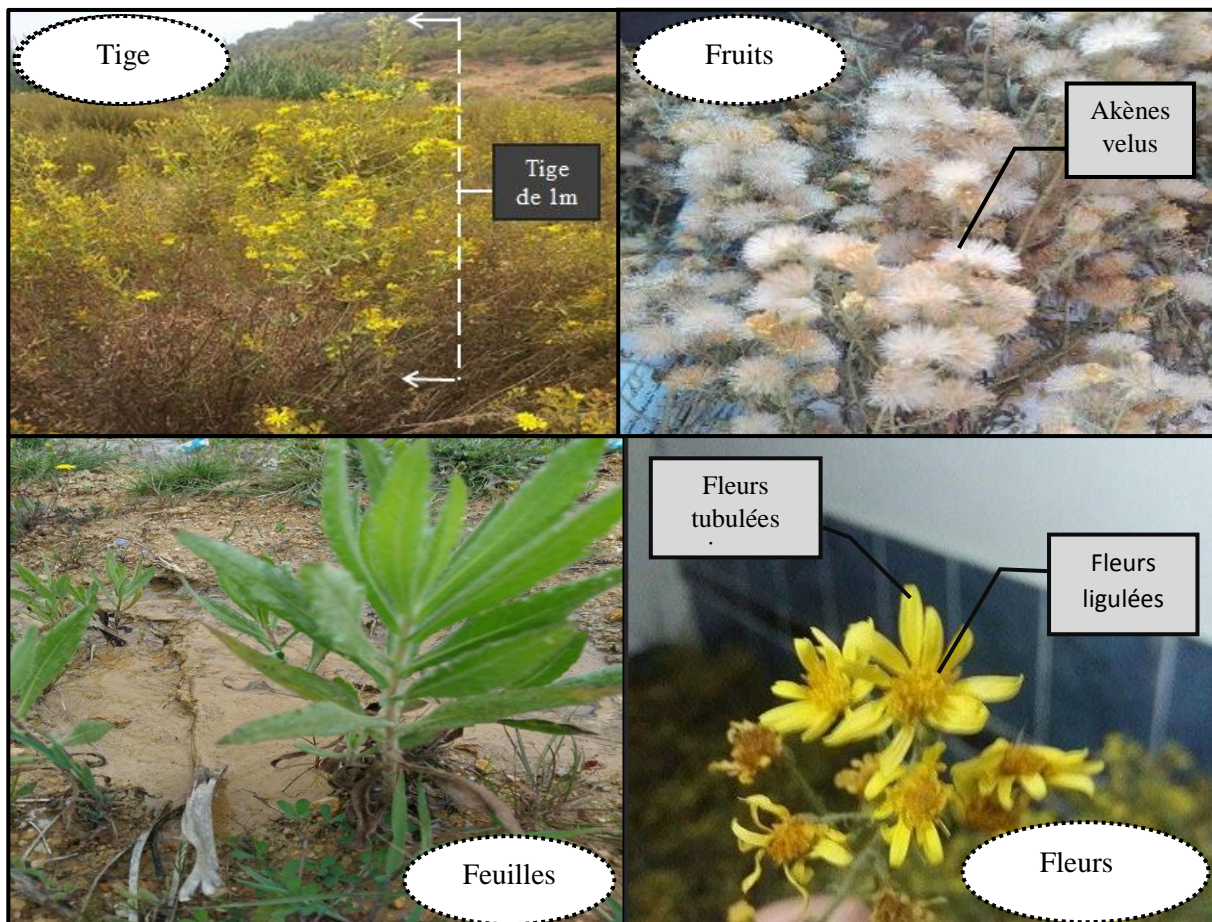 Tige
Tige
de 1m
Fruits
Akènes
velus
Feuilles
Fleurs
tubulées
Fleurs
ligulées
Fleurs